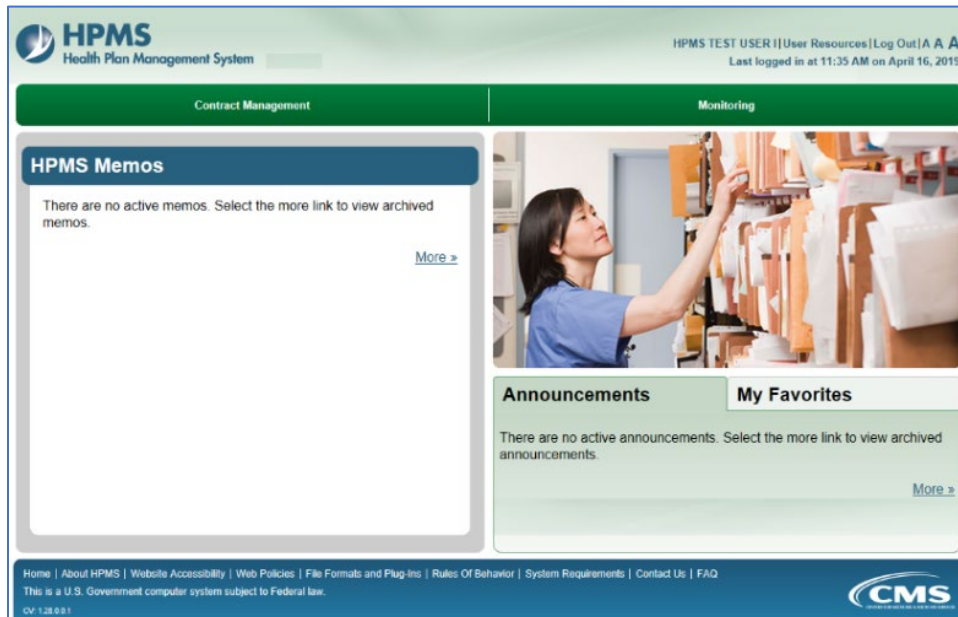 HPMS
Health Plan Management System
HPMS TEST USER I|User Resources|Log Out|A A A
Last logged in at 11:35 AM on April 16, 2019
Contract Management
Monitoring
HPMS Memos
There are no active memos. Select the more link to view archived
memos.
More »
Announcements
My Favorites
There are no active announcements. Select the more link to view archived
announcements.
More »
Home | About HPMS | Website Accessibility | Web Policies | File Formats and Plug-Ins | Rules Of Behavior | System Requirements | Contact Us | FAQ
This is a U.S. Government computer system subject to Federal law.
CV: 1.28.0.0.1
CMS